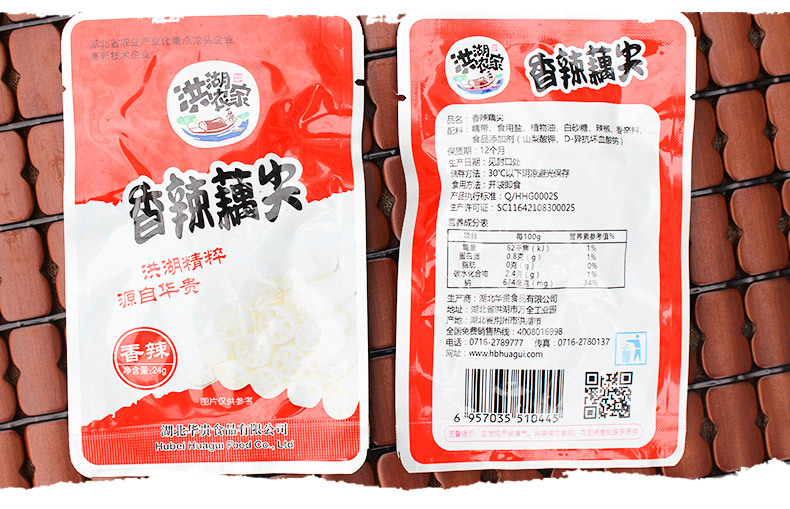 湖北省农业产业化重点龙头企业
高新技术企业
洪湖农家
香辣藕尖
洪湖精粹
源自华贵
香辣
净含量:24g
图片仅供参考
湖北华贵食品有限公司
Hubei Huagui Food Co., Ltd
洪湖农家
香辣藕尖
品名:香辣藕尖
配料:藕带、食用盐、植物油、白砂糖、辣椒、香辛料、
食品添加剂(山梨酸钾、D-异抗坏血酸钠)
保质期:12个月
生产日期:见封口处
储存方法:30℃以下阴凉避光保存
食用方法:开袋即食
产品执行标准:Q/HHG0002S
生产许可证:SC11642108300025
营养成分表
项目 每100g 营养素参考值%
能量 62千焦(kJ) 1%
蛋白质 0.8克(g) 1%
脂肪 0克(g) 0%
碳水化合物 2.4克(g) 1%
钠 674毫克(mg) 34%
生产商:湖北华贵食品有限公司
地址:湖北省洪湖市万全工业园
产地:湖北省荆州市洪湖市
全国免费销售热线:4008016998
电话:0716-2789777 传真:0716-2780137
网址:www.hbhuagui.com
6 957035 510445